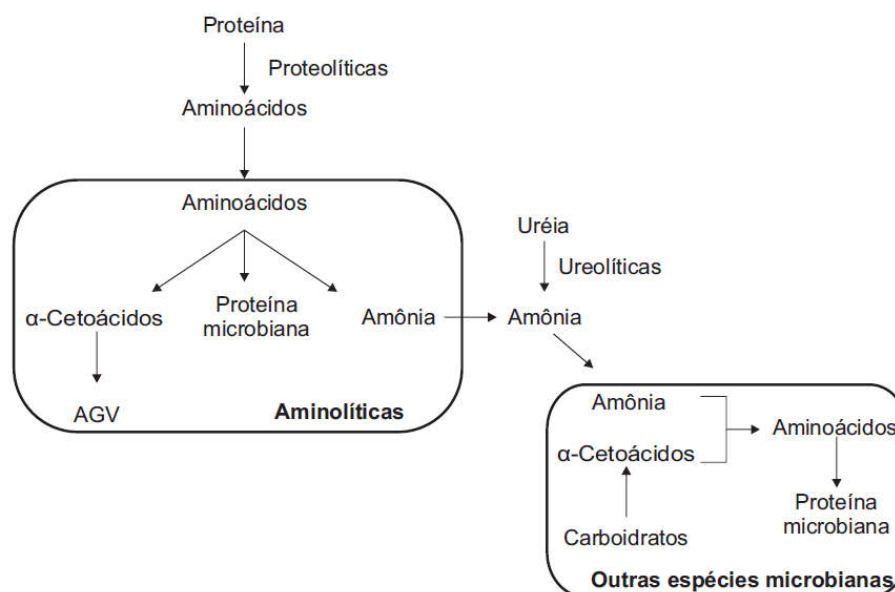 Proteína
Proteolíticas
Aminoácidos
Aminoácidos
α-Cetoácidos
Proteína
microbiana
Amônia
AGV
Aminolíticas
Uréia
Ureolíticas
Amônia
Amônia
α-Cetoácidos
Aminoácidos
Carboidratos
Proteína
microbiana
Outras espécies microbianas